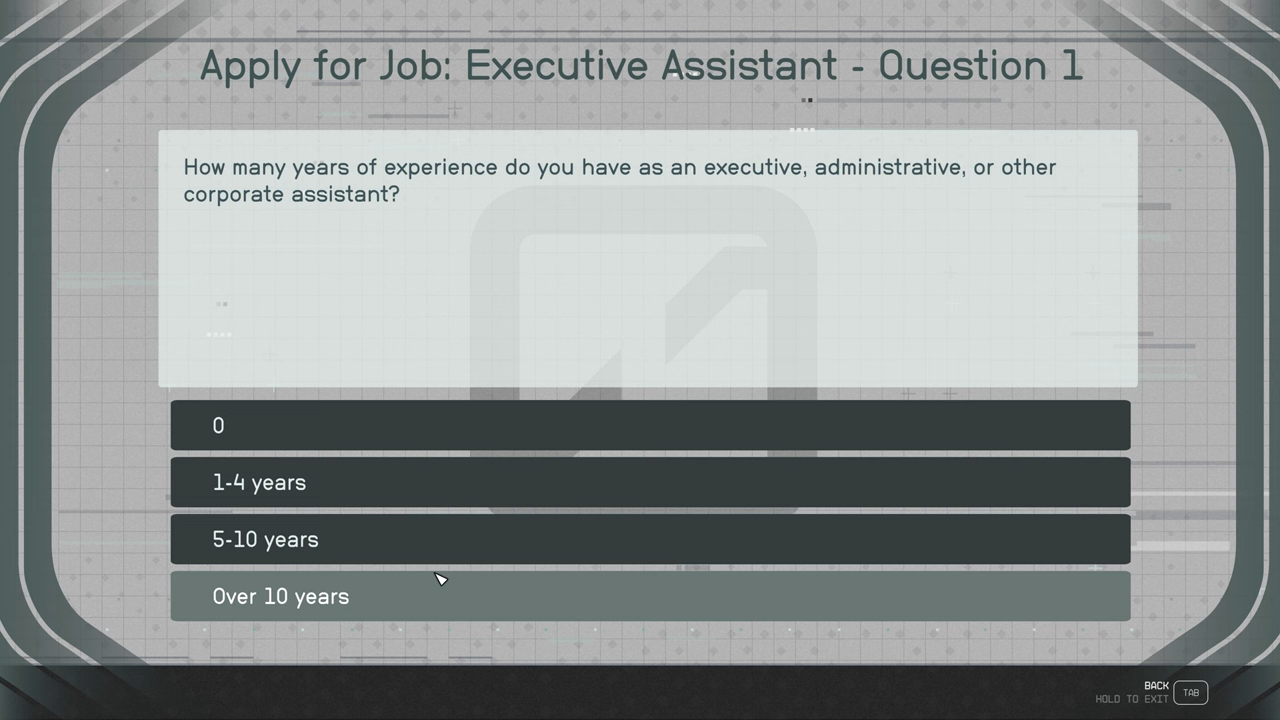 Apply for Job: Executive Assistant - Question 1
How many years of experience do you have as an executive, administrative, or other
corporate assistant?
0
1-4 years
5-10 years
Over 10 years
BACK
HOLD TO EXIT
TAB